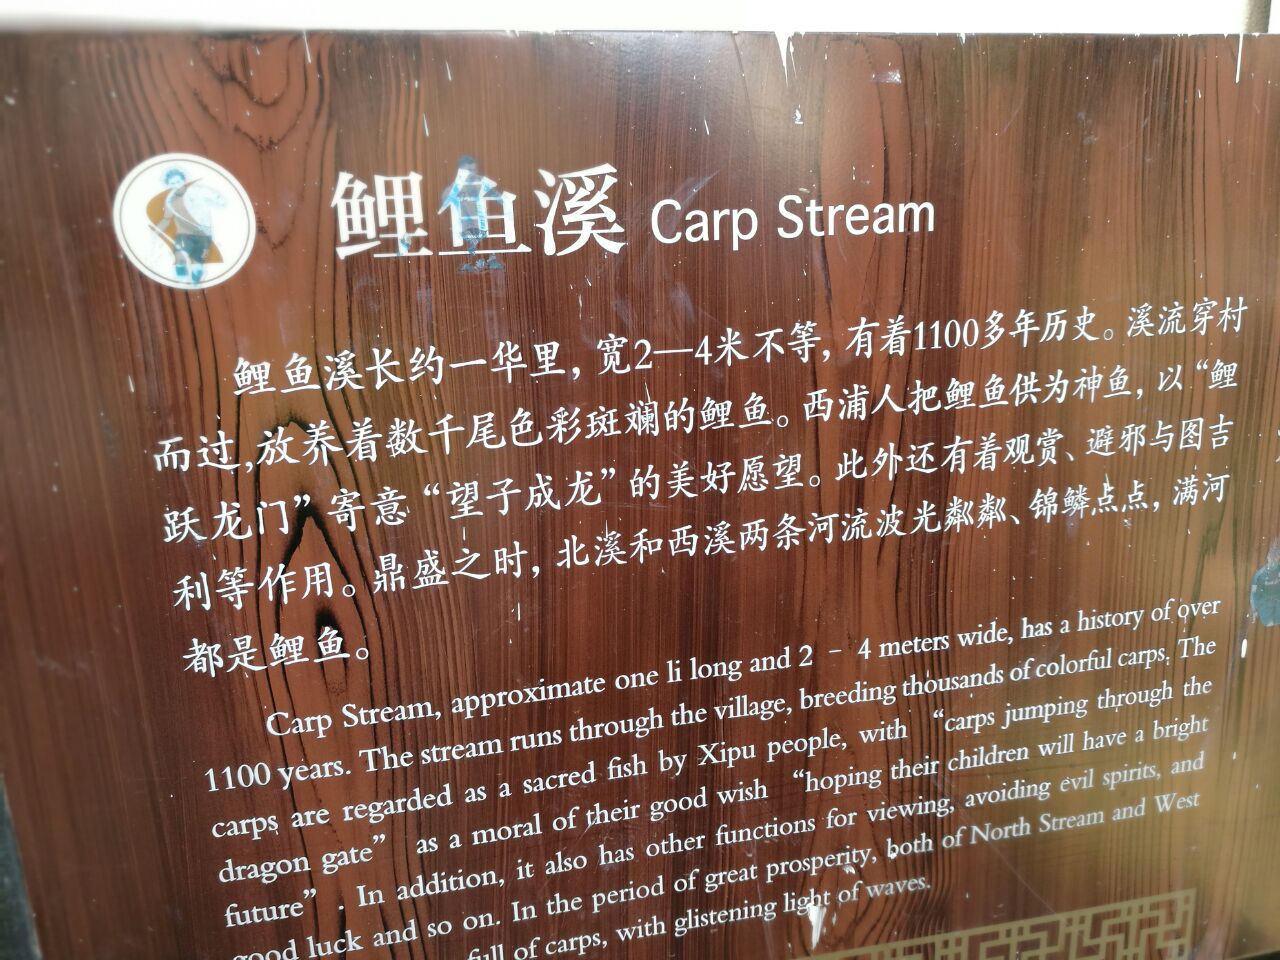 鲤鱼溪 Carp Stream
鲤鱼溪长约一华里，宽2—4米不等，有着1100多年历史。溪流穿村
而过，放养着数千尾色彩斑斓的鲤鱼。西浦人把鲤鱼供为神鱼，以“鲤
跃龙门”寄意“望子成龙”的美好愿望。此外还有着观赏、避邪与图吉
利等作用。鼎盛之时，北溪和西溪两条河流波光粼粼、锦鳞点点，满河
都是鲤鱼。
Carp Stream, approximate one li long and 2 – 4 meters wide, has a history of over
1100 years. The stream runs through the village, breeding thousands of colorful carps. The
carps are regarded as a sacred fish by Xipu people, with “carps jumping through the
dragon gate” as a moral of their good wish “hoping their children will have a bright
future”. In addition, it also has other functions for viewing, avoiding evil spirits, and
good luck and so on. In the period of great prosperity, both of North Stream and West
full of carps, with glistening light of waves.